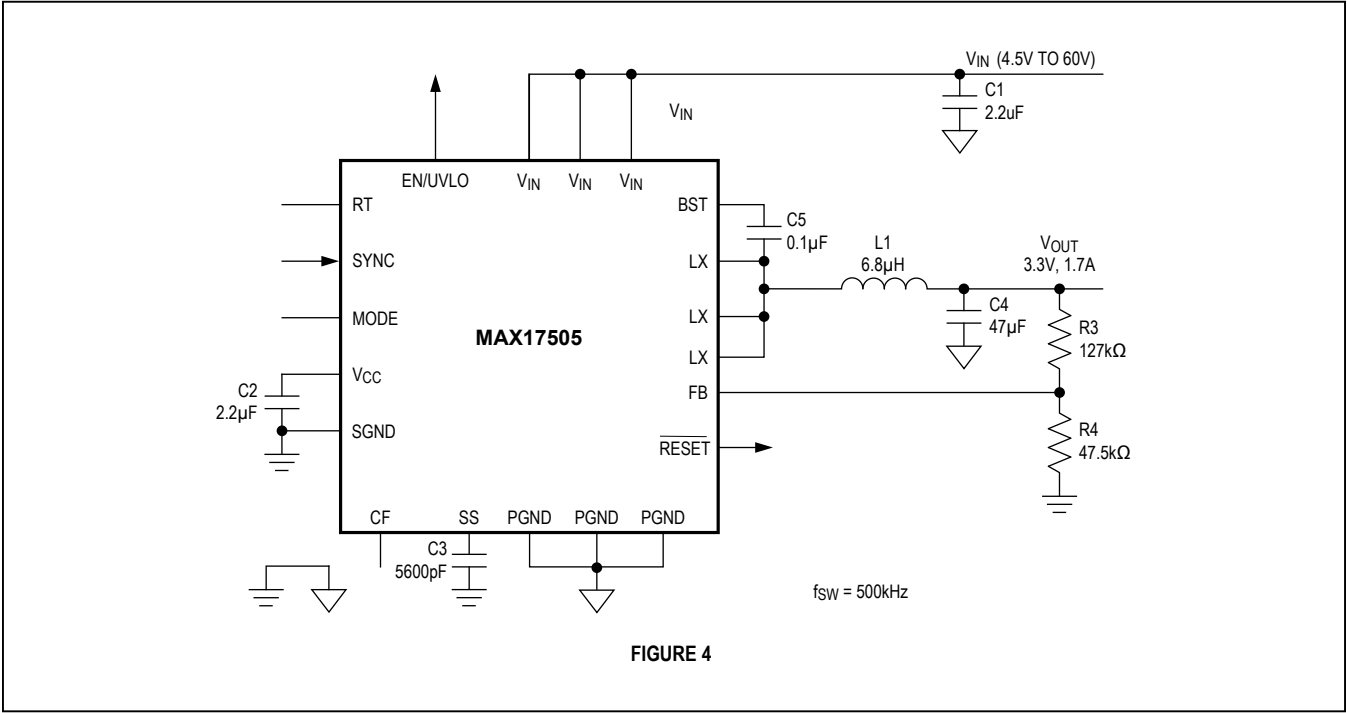 VIN (4.5V TO 60V)
C1
2.2uF
VIN
EN/UVLO
VIN
VIN
VIN
RT
BST
C5
0.1µF
SYNC
LX
L1
6.8µH
VOUT
3.3V, 1.7A
MODE
LX
C4
47µF
R3
127kΩ
MAX17505
LX
VCC
C2
2.2µF
FB
SGND
RESET
R4
47.5kΩ
CF
SS
PGND
PGND
PGND
C3
5600pF
fSW = 500kHz
FIGURE 4